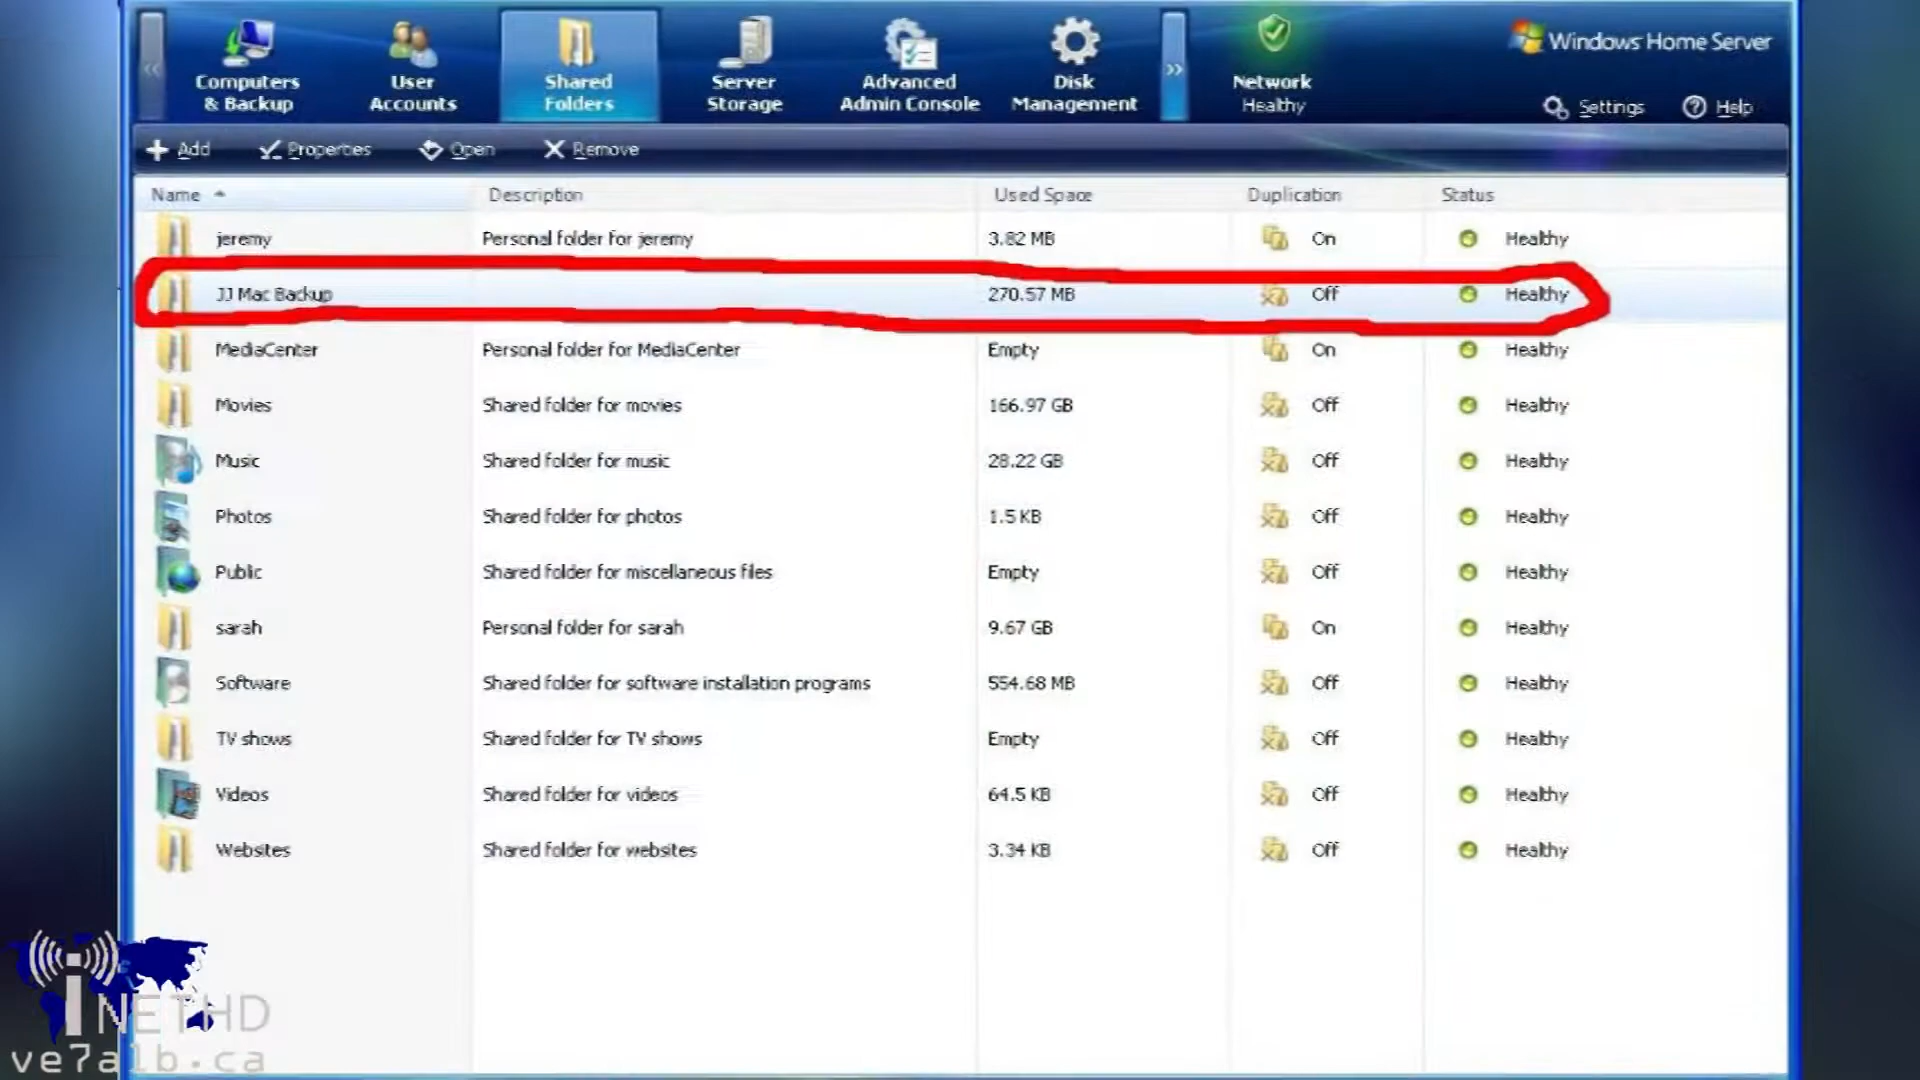 Computers & Backup
User Accounts
Shared Folders
Server Storage
Advanced Admin Console
Disk Management
Network Healthy
Windows Home Server
Settings Help
Add Properties Open Remove
Name Description Used Space Duplication Status
jeremy Personal folder for jeremy 3.82 MB On Healthy
JJ Mac Backup 270.57 MB Off Healthy
MediaCenter Personal folder for MediaCenter Empty On Healthy
Movies Shared folder for movies 166.97 GB Off Healthy
Music Shared folder for music 28.22 GB Off Healthy
Photos Shared folder for photos 1.5 KB Off Healthy
Public Shared folder for miscellaneous files Empty Off Healthy
sarah Personal folder for sarah 9.67 GB On Healthy
Software Shared folder for software installation programs 554.68 MB Off Healthy
TV shows Shared folder for TV shows Empty Off Healthy
Videos Shared folder for videos 64.5 KB Off Healthy
Websites Shared folder for websites 3.34 KB Off Healthy
iNETHD
ve7alb.ca